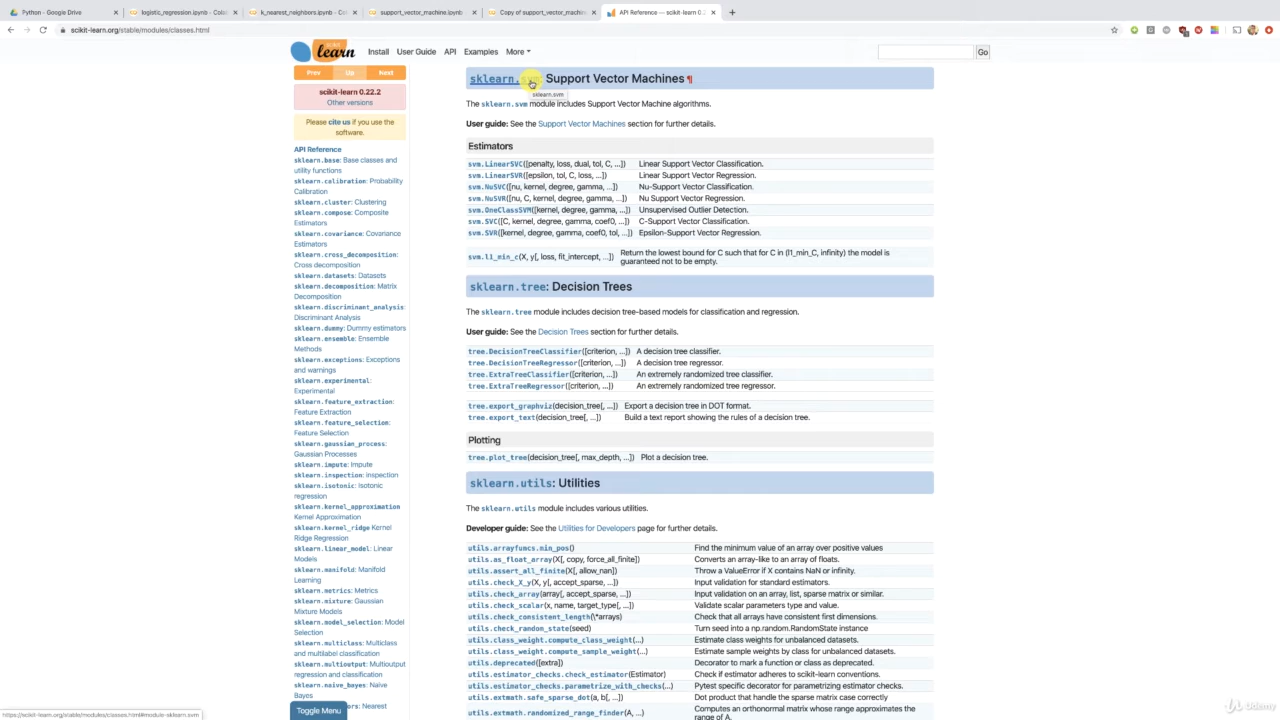 Python - Google Drive
logistic_regression.ipynb - Cola
k_nearest_neighbors.ipynb - Co
support_vector_machine.ipynb
Copy of support_vector_machine
API Reference — scikit-learn 0.
scikit-learn.org/stable/modules/classes.html
learn
Install
User Guide
API
Examples
More
Go
Prev
Up
Next
scikit-learn 0.22.2
Other versions
Please cite us if you use the
software.
API Reference
sklearn.base: Base classes and
utility functions
sklearn.calibration: Probability
Calibration
sklearn.cluster: Clustering
sklearn.compose: Composite
Estimators
sklearn.covariance: Covariance
Estimators
sklearn.cross_decomposition:
Cross decomposition
sklearn.datasets: Datasets
sklearn.decomposition: Matrix
Decomposition
sklearn.discriminant_analysis:
Discriminant Analysis
sklearn.dummy: Dummy estimators
sklearn.ensemble: Ensemble
Methods
sklearn.exceptions: Exceptions
and warnings
sklearn.experimental:
Experimental
sklearn.feature_extraction:
Feature Extraction
sklearn.feature_selection:
Feature Selection
sklearn.gaussian_process:
Gaussian Processes
sklearn.impute: Impute
sklearn.inspection: Inspection
sklearn.isotonic: Isotonic
regression
sklearn.kernel_approximation
Kernel Approximation
sklearn.kernel_ridge Kernel
Ridge Regression
sklearn.linear_model: Linear
Models
sklearn.manifold: Manifold
Learning
sklearn.metrics: Metrics
sklearn.mixture: Gaussian
Mixture Models
sklearn.model_selection: Model
Selection
sklearn.multiclass: Multiclass
and multilabel classification
sklearn.multioutput: Multioutput
regression and classification
sklearn.naive_bayes: Naive
Bayes
ors: Nearest
Toggle Menu
https://scikit-learn.org/stable/modules/classes.html#module-sklearn.svm
sklearn.svm: Support Vector Machines ¶
sklearn.svm
The sklearn.svm module includes Support Vector Machine algorithms.
User guide: See the Support Vector Machines section for further details.
Estimators
svm.LinearSVC([penalty, loss, dual, tol, C, ...]) Linear Support Vector Classification.
svm.LinearSVR([epsilon, tol, C, loss, ...]) Linear Support Vector Regression.
svm.NuSVC([nu, kernel, degree, gamma, ...]) Nu-Support Vector Classification.
svm.NuSVR([nu, C, kernel, degree, gamma, ...]) Nu Support Vector Regression.
svm.OneClassSVM([kernel, degree, gamma, ...]) Unsupervised Outlier Detection.
svm.SVC([C, kernel, degree, gamma, coef0, ...]) C-Support Vector Classification.
svm.SVR([kernel, degree, gamma, coef0, tol, ...]) Epsilon-Support Vector Regression.
svm.l1_min_c(X, y[, loss, fit_intercept, ...]) Return the lowest bound for C such that for C in (l1_min_C, infinity) the model is
guaranteed not to be empty.
sklearn.tree: Decision Trees
The sklearn.tree module includes decision tree-based models for classification and regression.
User guide: See the Decision Trees section for further details.
tree.DecisionTreeClassifier([criterion, ...]) A decision tree classifier.
tree.DecisionTreeRegressor([criterion, ...]) A decision tree regressor.
tree.ExtraTreeClassifier([criterion, ...]) An extremely randomized tree classifier.
tree.ExtraTreeRegressor([criterion, ...]) An extremely randomized tree regressor.
tree.export_graphviz(decision_tree[, ...]) Export a decision tree in DOT format.
tree.export_text(decision_tree[, ...]) Build a text report showing the rules of a decision tree.
Plotting
tree.plot_tree(decision_tree[, max_depth, ...]) Plot a decision tree.
sklearn.utils: Utilities
The sklearn.utils module includes various utilities.
Developer guide: See the Utilities for Developers page for further details.
utils.arrayfuncs.min_pos() Find the minimum value of an array over positive values
utils.as_float_array(X[, copy, force_all_finite]) Converts an array-like to an array of floats.
utils.assert_all_finite(X[, allow_nan]) Throw a ValueError if X contains NaN or infinity.
utils.check_X_y(X, y[, accept_sparse, ...]) Input validation for standard estimators.
utils.check_array(array[, accept_sparse, ...]) Input validation on an array, list, sparse matrix or similar.
utils.check_scalar(x, name, target_type[, ...]) Validate scalar parameters type and value.
utils.check_consistent_length(\*arrays) Check that all arrays have consistent first dimensions.
utils.check_random_state(seed) Turn seed into a np.random.RandomState instance
utils.class_weight.compute_class_weight(...) Estimate class weights for unbalanced datasets.
utils.class_weight.compute_sample_weight(...) Estimate sample weights by class for unbalanced datasets.
utils.deprecated([extra]) Decorator to mark a function or class as deprecated.
utils.estimator_checks.check_estimator(Estimator) Check if estimator adheres to scikit-learn conventions.
utils.estimator_checks.parametrize_with_checks(...) Pytest specific decorator for parametrizing estimator checks.
utils.extmath.safe_sparse_dot(a, b[, ...]) Dot product that handle the sparse matrix case correctly
utils.extmath.randomized_range_finder(A, ...) Computes an orthonormal matrix whose range approximates the
range of A.
Udemy